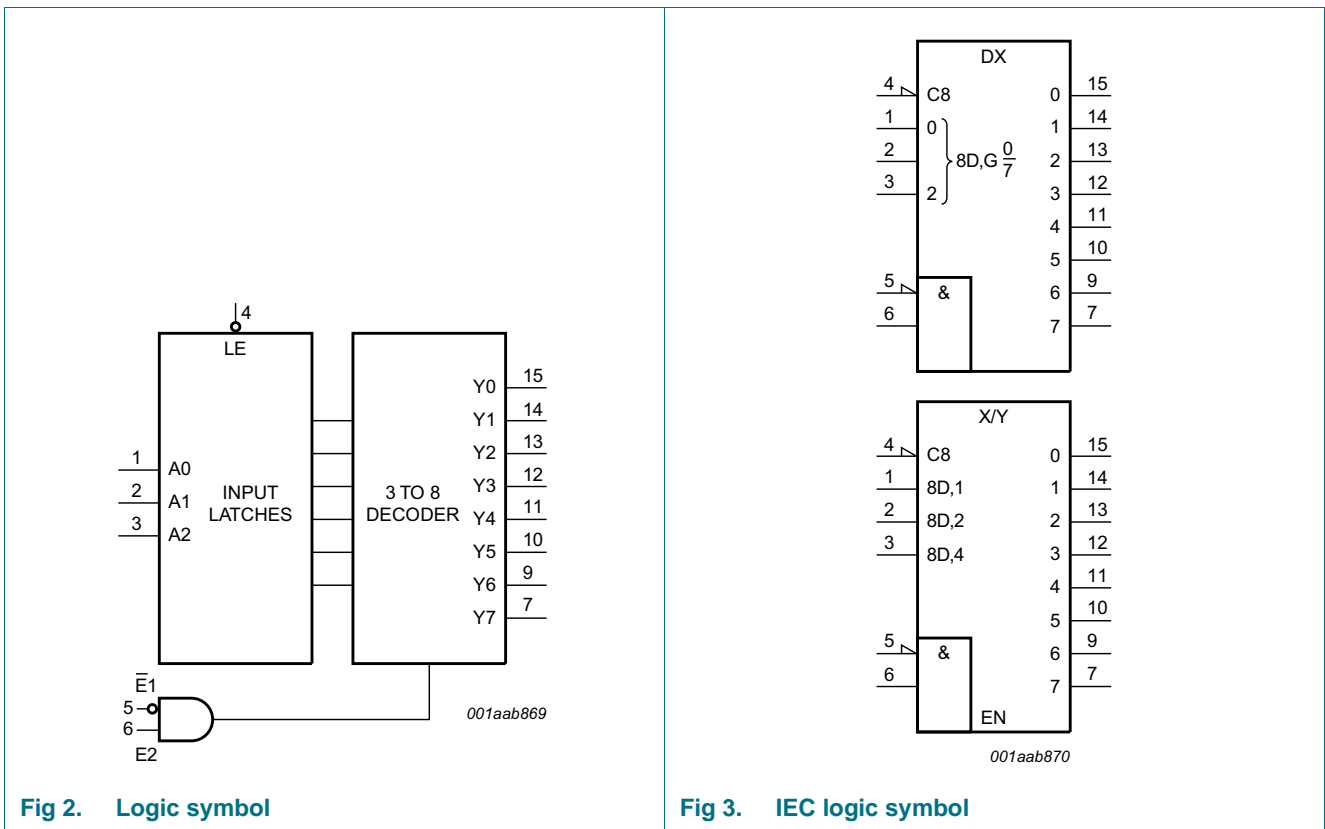 4
LE
1 A0
2 A1
3 A2
INPUT
LATCHES
3 TO 8
DECODER
Y0 15
Y1 14
Y2 13
Y3 12
Y4 11
Y5 10
Y6 9
Y7 7
E̅1
5
6
E2
001aab869
Fig 2. Logic symbol
DX
4 C8
1 0
2
3 2
8D,G 0/7
5 &
6
0 15
1 14
2 13
3 12
4 11
5 10
6 9
7 7
X/Y
4 C8
1 8D,1
2 8D,2
3 8D,4
5 &
6
EN
0 15
1 14
2 13
3 12
4 11
5 10
6 9
7 7
001aab870
Fig 3. IEC logic symbol